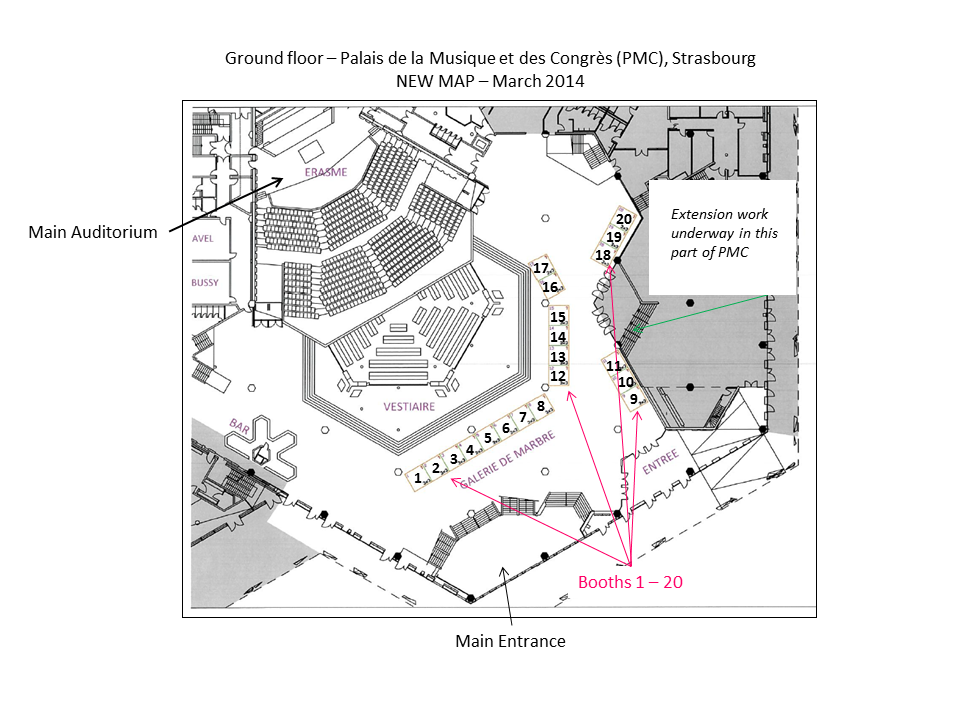 Ground floor – Palais de la Musique et des Congrès (PMC), Strasbourg
NEW MAP – March 2014
ERASME
Main Auditorium
AVEL
BUSSY
Extension work
underway in this
part of PMC
20
19
18
17
16
15
14
13
12
11
10
9
VESTIAIRE
8
7
6
5
4
3
2
1
BAR
GALERIE DE MARBRE
ENTREE
Booths 1 – 20
Main Entrance